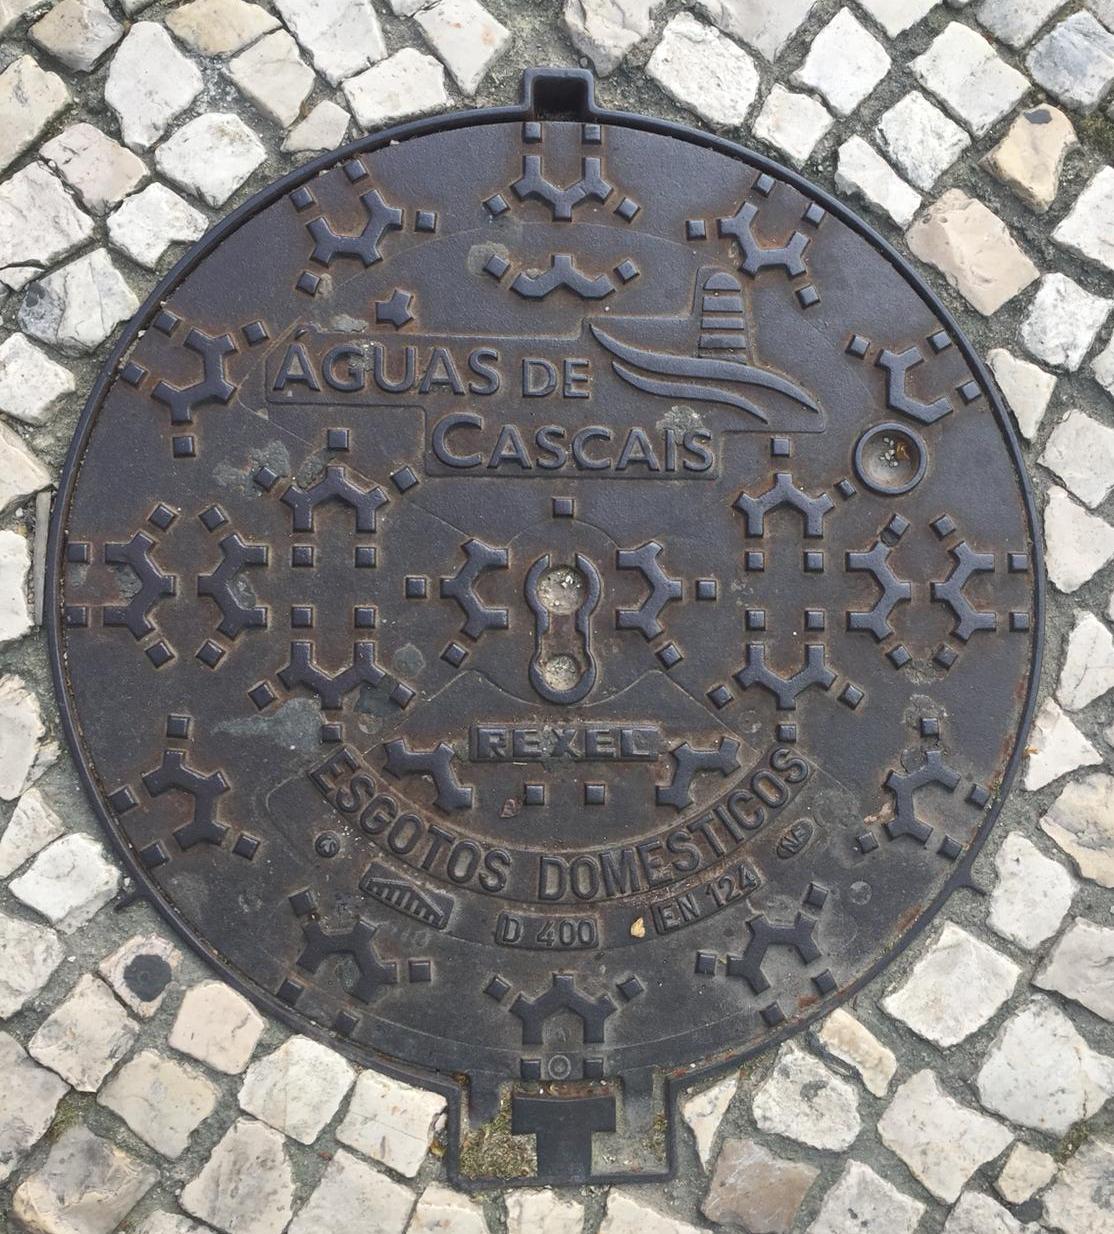 ÁGUAS DE
CASCAIS
REXEL
ESGOTOS DOMESTICOS
NF
D 400
EN 124